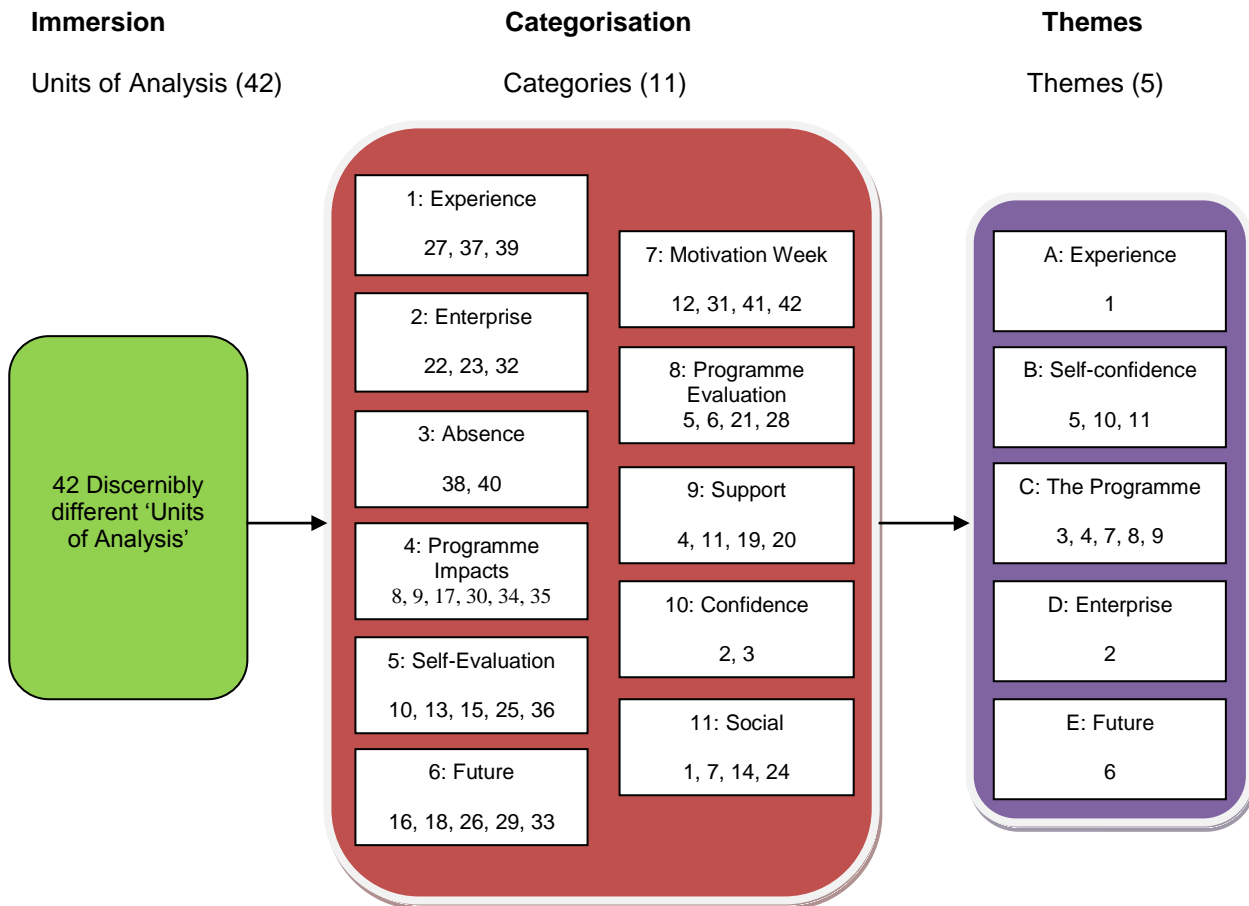 Immersion
Categorisation
Themes
Units of Analysis (42)
Categories (11)
Themes (5)
42 Discernibly
different ‘Units
of Analysis’
1: Experience
27, 37, 39
2: Enterprise
22, 23, 32
3: Absence
38, 40
4: Programme
Impacts
8, 9, 17, 30, 34, 35
5: Self-Evaluation
10, 13, 15, 25, 36
6: Future
16, 18, 26, 29, 33
7: Motivation Week
12, 31, 41, 42
8: Programme
Evaluation
5, 6, 21, 28
9: Support
4, 11, 19, 20
10: Confidence
2, 3
11: Social
1, 7, 14, 24
A: Experience
1
B: Self-confidence
5, 10, 11
C: The Programme
3, 4, 7, 8, 9
D: Enterprise
2
E: Future
6